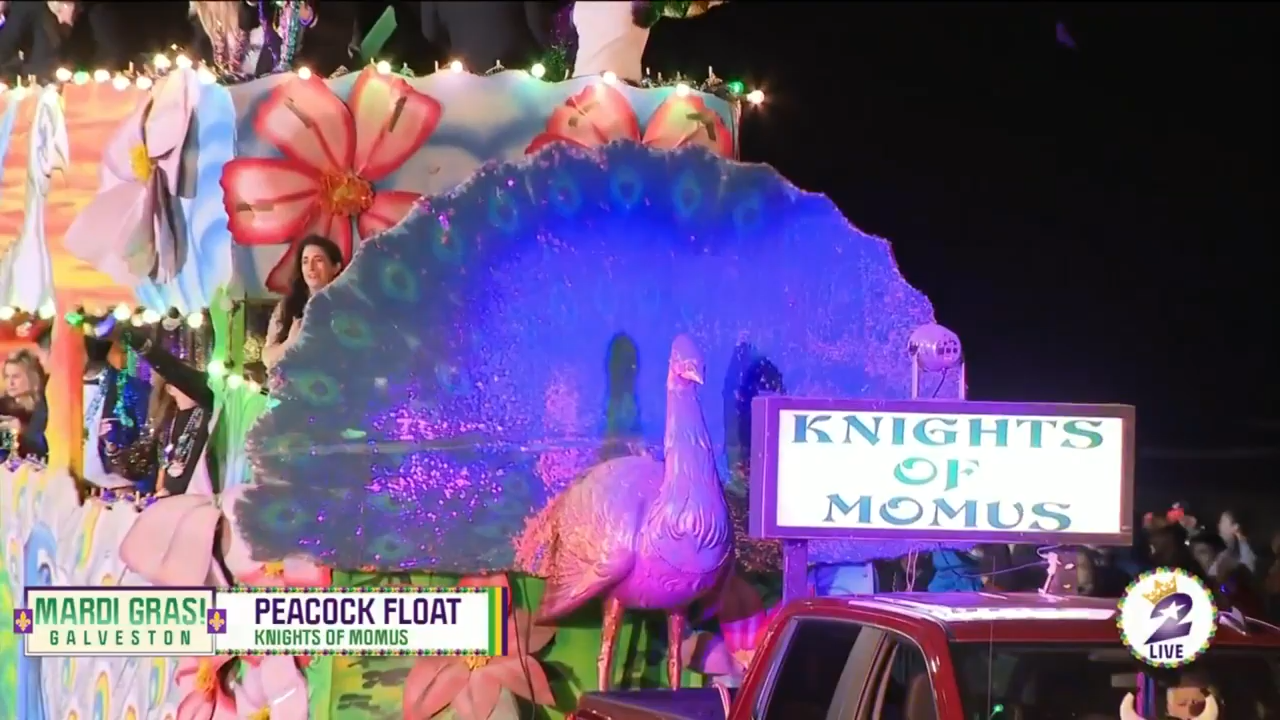 KNIGHTS
OF
MOMUS
MARDI GRAS!
GALVESTON
PEACOCK FLOAT
KNIGHTS OF MOMUS
2
LIVE